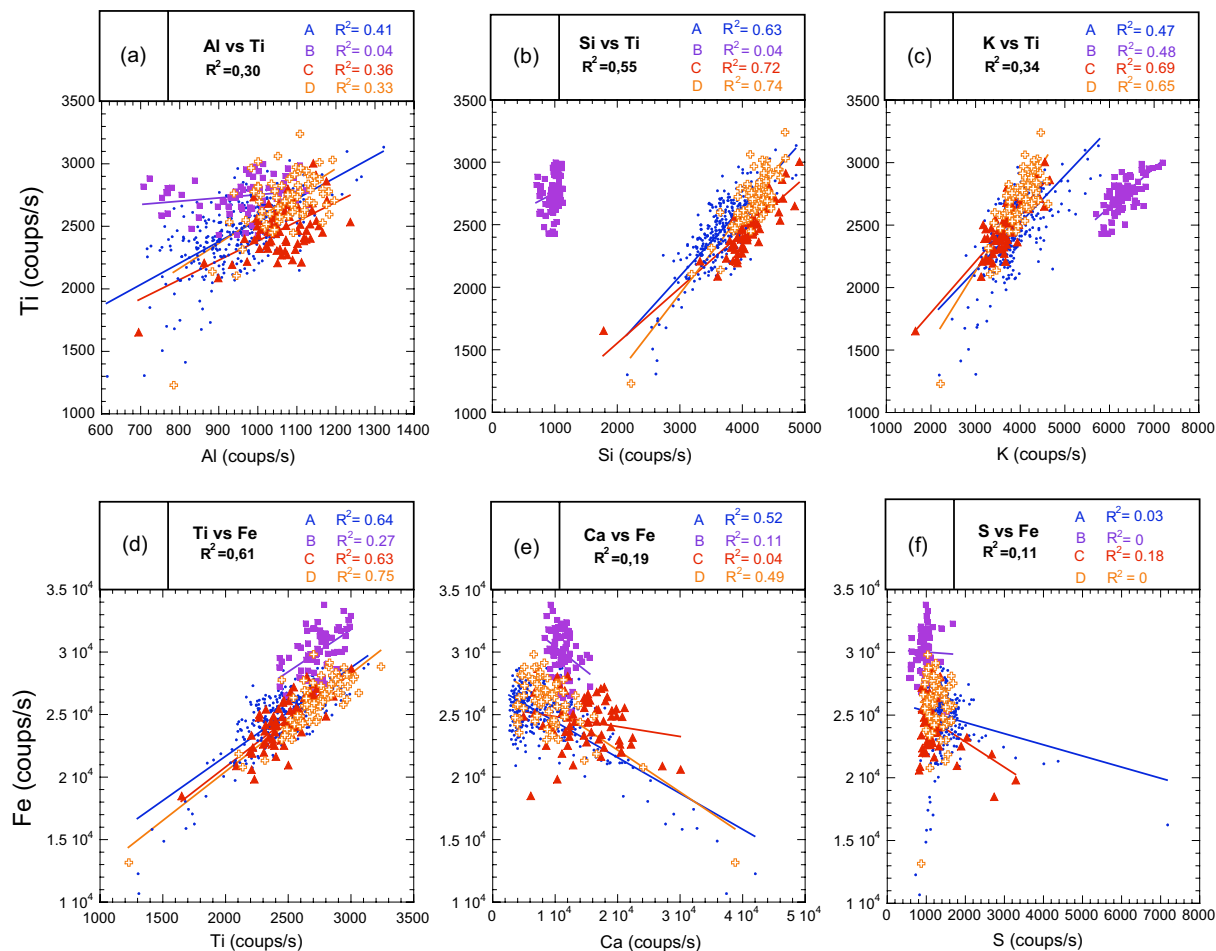 (a)
Al vs Ti
R²=0,30
A R²= 0.41
B R²= 0.04
C R²= 0.36
D R²= 0.33
(b)
Si vs Ti
R²=0,55
A R²= 0.63
B R²= 0.04
C R²= 0.72
D R²= 0.74
(c)
K vs Ti
R²=0,34
A R²= 0.47
B R²= 0.48
C R²= 0.69
D R²= 0.65
Ti (coups/s)
3500
3000
2500
2000
1500
1000
600 700 800 900 1000 1100 1200 1300 1400
Al (coups/s)
0 1000 2000 3000 4000 5000
Si (coups/s)
1000 2000 3000 4000 5000 6000 7000 8000
K (coups/s)
(d)
Ti vs Fe
R²=0,61
A R²= 0.64
B R²= 0.27
C R²= 0.63
D R²= 0.75
(e)
Ca vs Fe
R²=0,19
A R²= 0.52
B R²= 0.11
C R²= 0.04
D R²= 0.49
(f)
S vs Fe
R²=0,11
A R²= 0.03
B R²= 0
C R²= 0.18
D R² = 0
Fe (coups/s)
3.5 10⁴
3 10⁴
2.5 10⁴
2 10⁴
1.5 10⁴
1 10⁴
1000 1500 2000 2500 3000 3500
Ti (coups/s)
0 1 10⁴ 2 10⁴ 3 10⁴ 4 10⁴ 5 10⁴
Ca (coups/s)
0 1000 2000 3000 4000 5000 6000 7000 8000
S (coups/s)